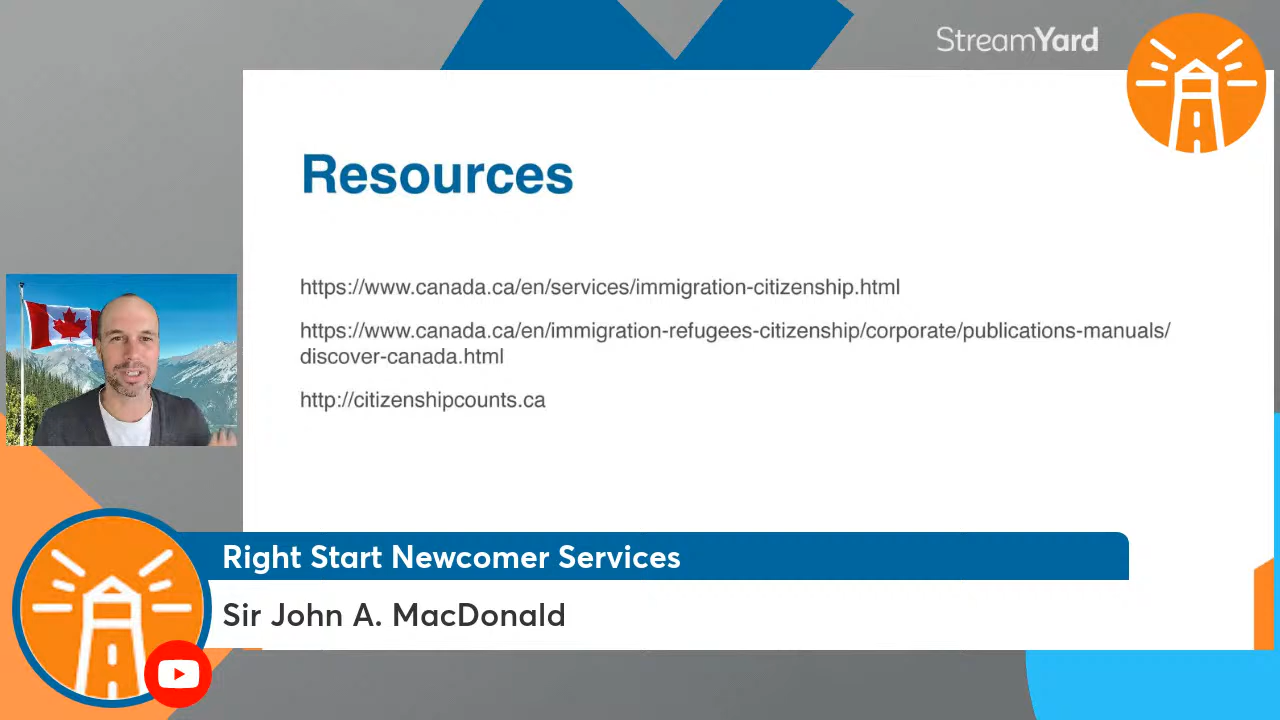 StreamYard
Resources
https://www.canada.ca/en/services/immigration-citizenship.html
https://www.canada.ca/en/immigration-refugees-citizenship/corporate/publications-manuals/
discover-canada.html
http://citizenshipcounts.ca
Right Start Newcomer Services
Sir John A. MacDonald